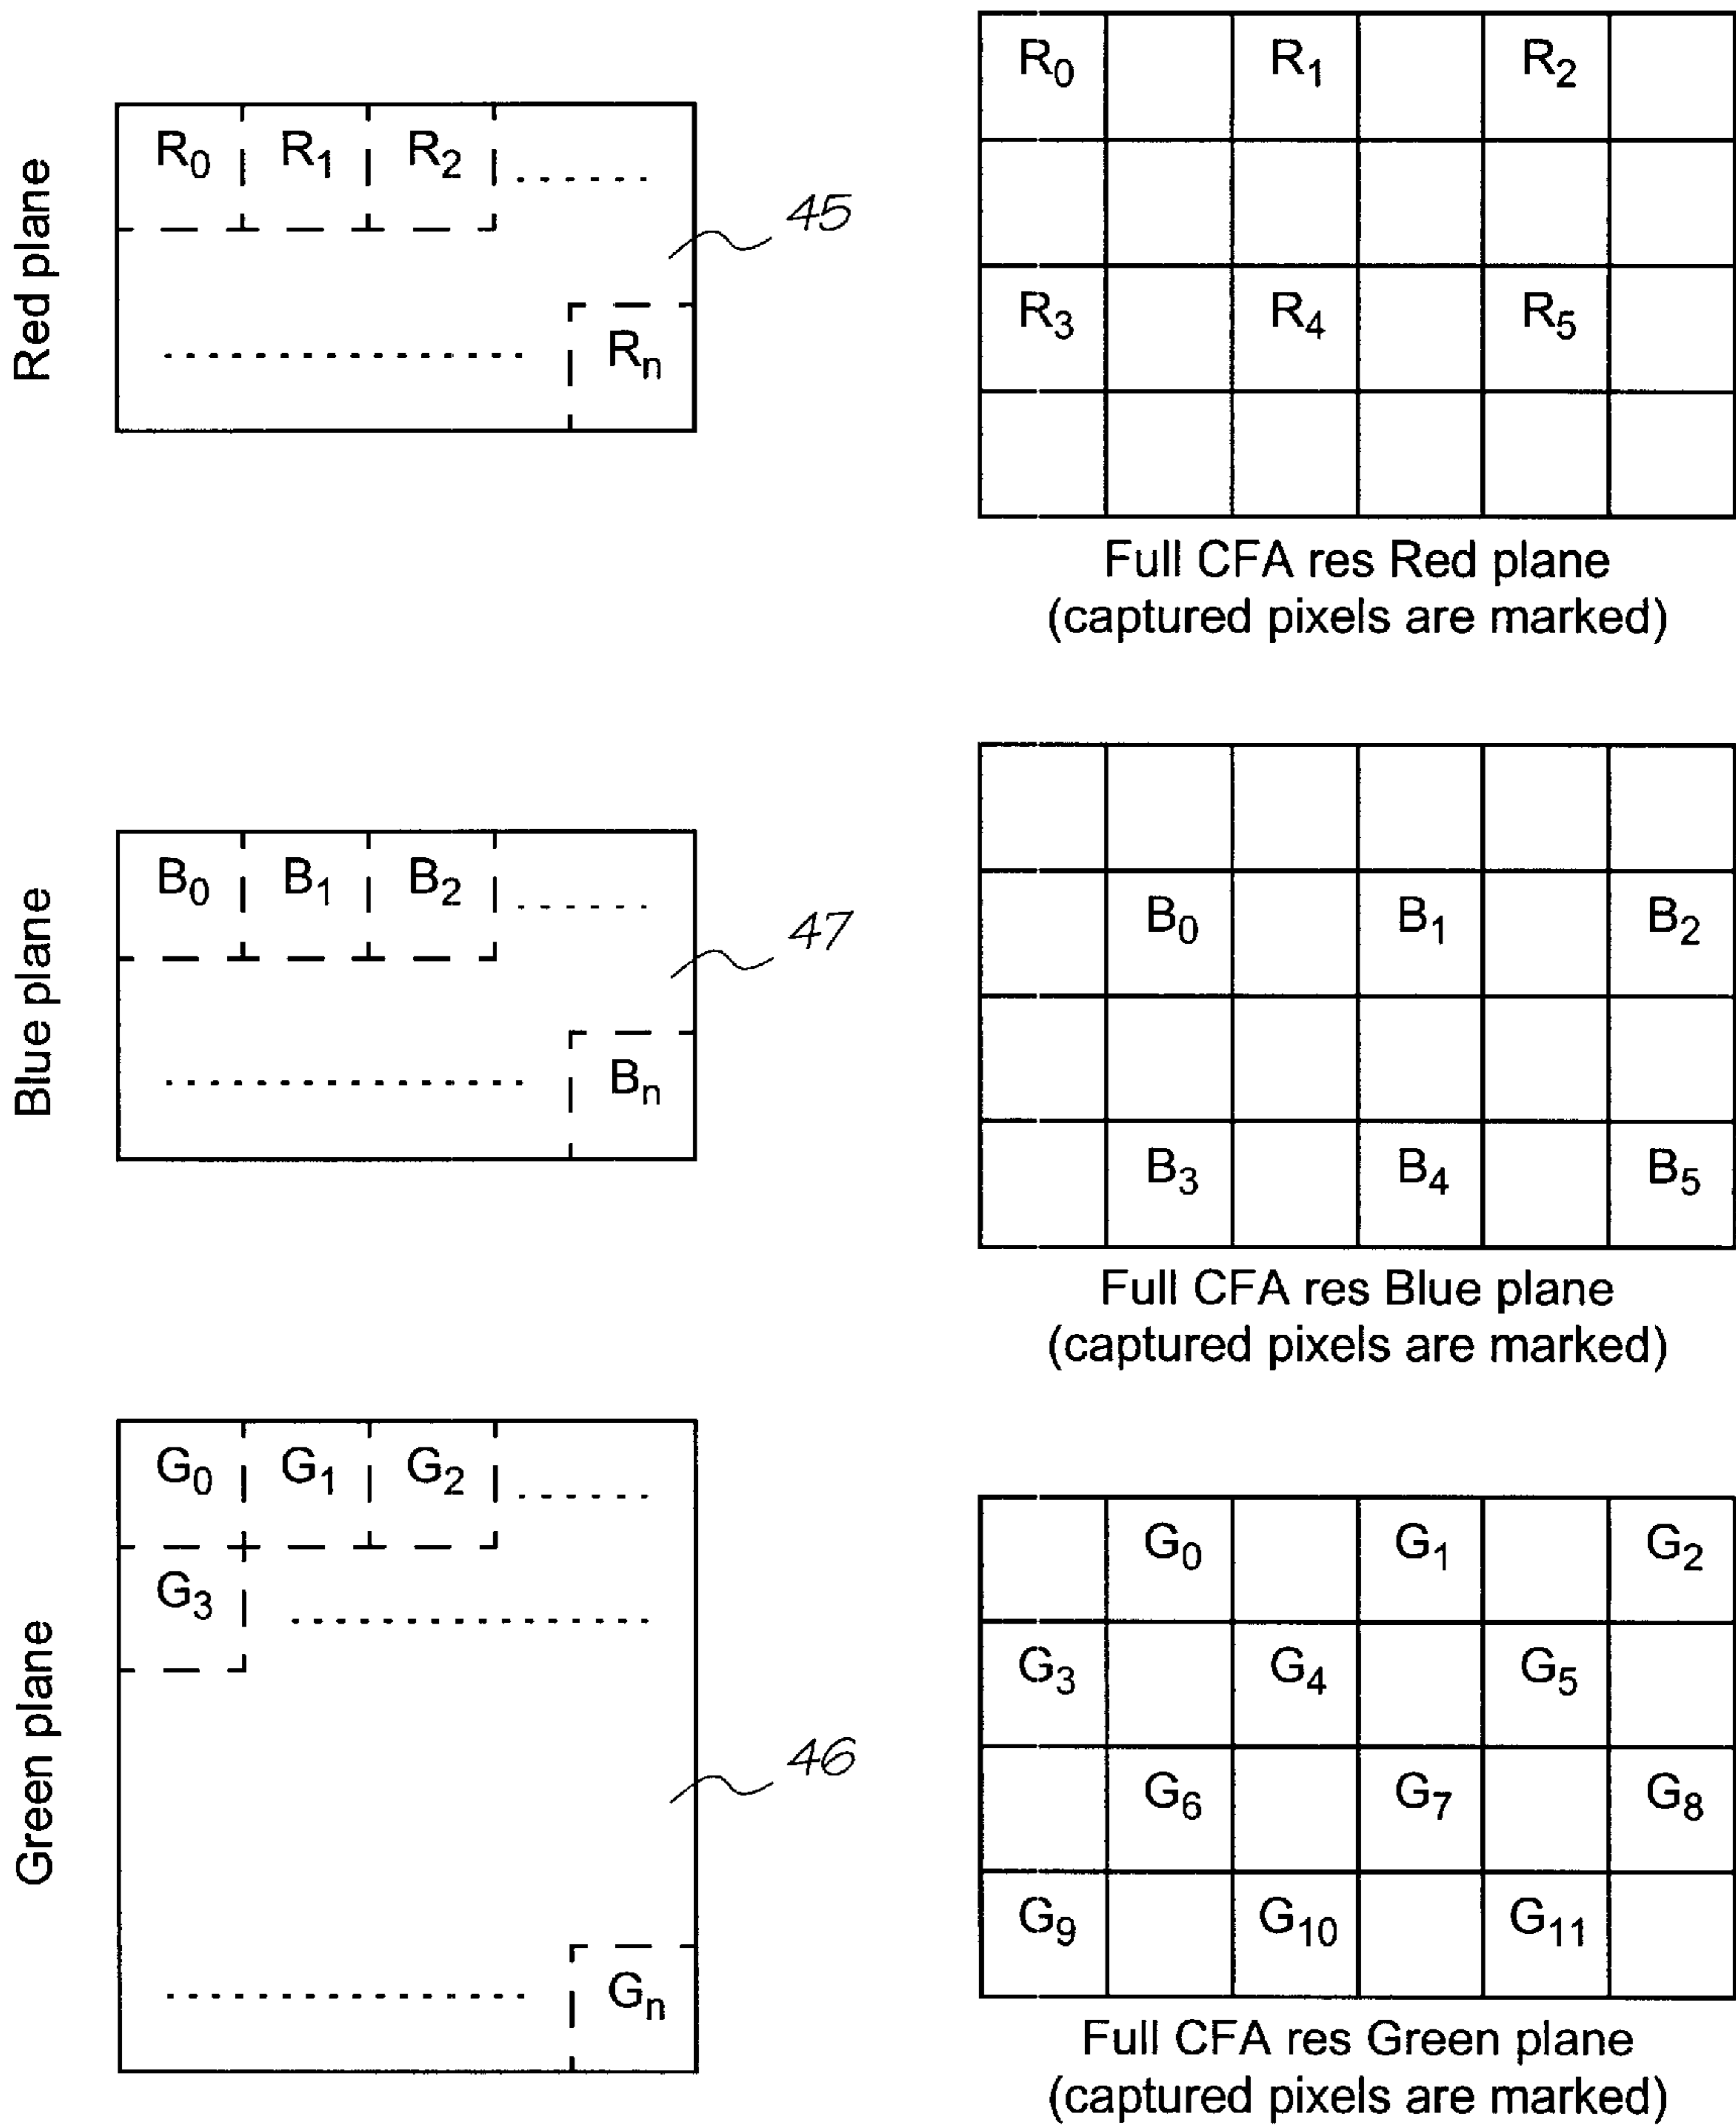 Red plane
R0 R1 R2
Rn
45
R0 R1 R2
R3 R4 R5
Full CFA res Red plane
(captured pixels are marked)
Blue plane
B0 B1 B2
Bn
47
B0 B1 B2
B3 B4 B5
Full CFA res Blue plane
(captured pixels are marked)
Green plane
G0 G1 G2
G3
Gn
46
G0 G1 G2
G3 G4 G5
G6 G7 G8
G9 G10 G11
Full CFA res Green plane
(captured pixels are marked)